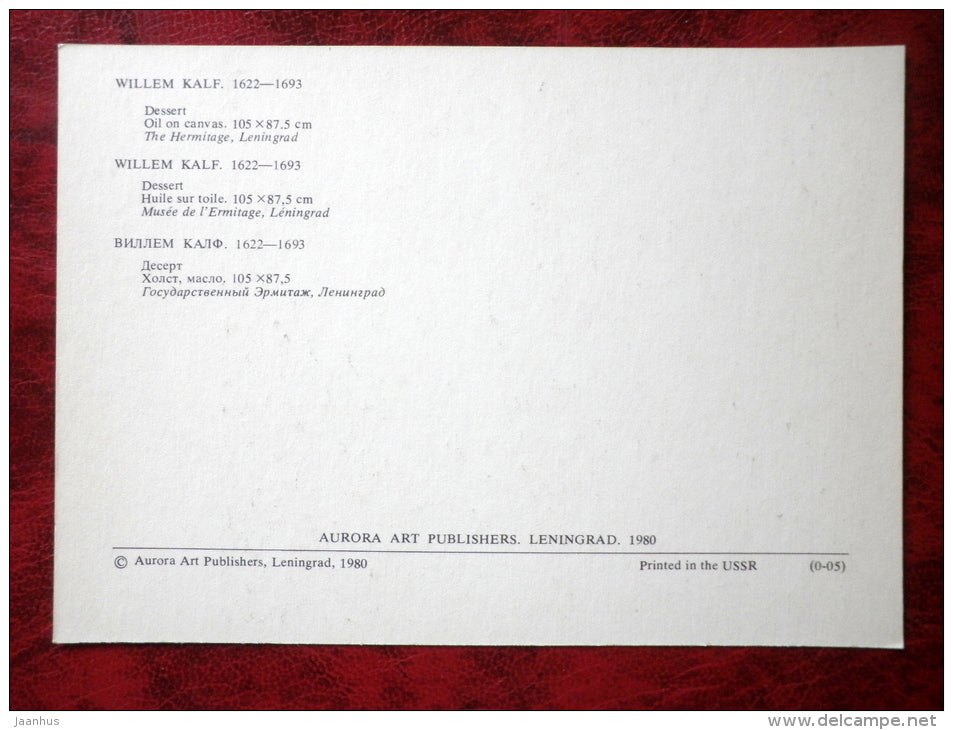 WILLEM KALF. 1622—1693
Dessert
Oil on canvas. 105×87.5 cm
The Hermitage, Leningrad
WILLEM KALF. 1622—1693
Dessert
Huile sur toile. 105×87,5 cm
Musée de l'Ermitage, Léningrad
ВИЛЛЕМ КАЛФ. 1622—1693
Десерт
Холст, масло. 105×87,5
Государственный Эрмитаж, Ленинград
AURORA ART PUBLISHERS. LENINGRAD. 1980
© Aurora Art Publishers, Leningrad, 1980 Printed in the USSR (0-05)
jaanhus www.delcampe.net